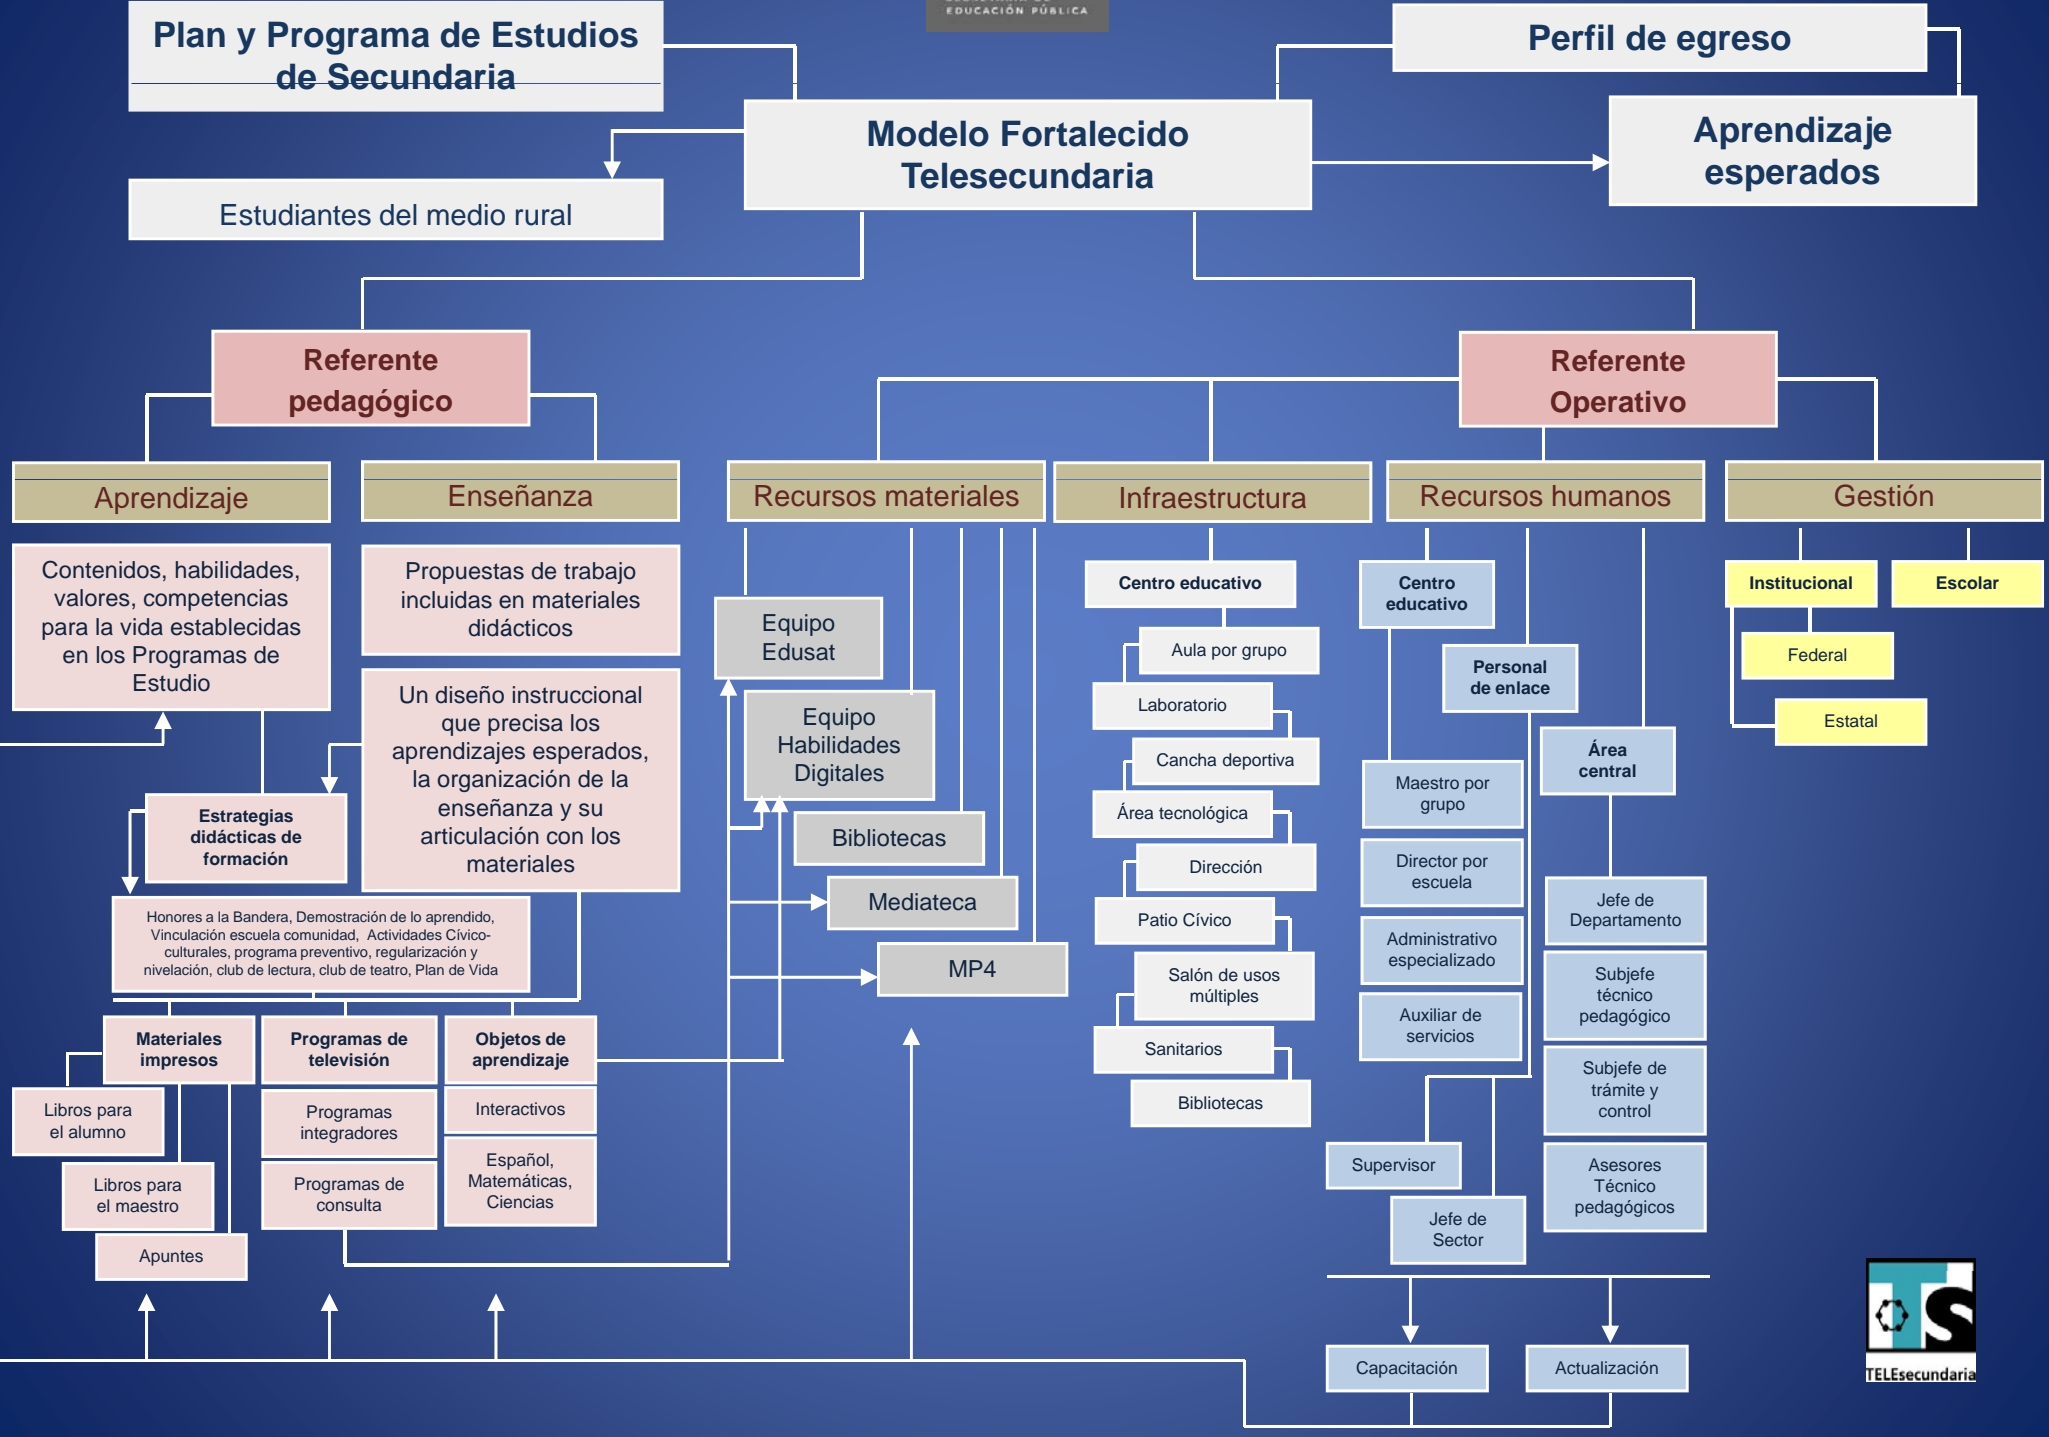 EDUCACIÓN PÚBLICA
Plan y Programa de Estudios
de Secundaria
Perfil de egreso
Modelo Fortalecido
Telesecundaria
Aprendizaje
esperados
Estudiantes del medio rural
Referente
pedagógico
Referente
Operativo
Aprendizaje
Enseñanza
Recursos materiales
Infraestructura
Recursos humanos
Gestión
Contenidos, habilidades,
valores, competencias
para la vida establecidas
en los Programas de
Estudio
Propuestas de trabajo
incluidas en materiales
didácticos
Un diseño instruccional
que precisa los
aprendizajes esperados,
la organización de la
enseñanza y su
articulación con los
materiales
Estrategias
didácticas de
formación
Honores a la Bandera, Demostración de lo aprendido,
Vinculación escuela comunidad, Actividades Cívico-
culturales, programa preventivo, regularización y
nivelación, club de lectura, club de teatro, Plan de Vida
Materiales
impresos
Programas de
televisión
Objetos de
aprendizaje
Libros para
el alumno
Libros para
el maestro
Apuntes
Programas
integradores
Programas de
consulta
Interactivos
Español,
Matemáticas,
Ciencias
Equipo
Edusat
Equipo
Habilidades
Digitales
Bibliotecas
Mediateca
MP4
Centro educativo
Aula por grupo
Laboratorio
Cancha deportiva
Área tecnológica
Dirección
Patio Cívico
Salón de usos
múltiples
Sanitarios
Bibliotecas
Centro
educativo
Personal
de enlace
Área
central
Maestro por
grupo
Director por
escuela
Administrativo
especializado
Auxiliar de
servicios
Supervisor
Jefe de
Sector
Jefe de
Departamento
Subjefe
técnico
pedagógico
Subjefe de
trámite y
control
Asesores
Técnico
pedagógicos
Capacitación
Actualización
Institucional
Escolar
Federal
Estatal
TS
TELEsecundaria